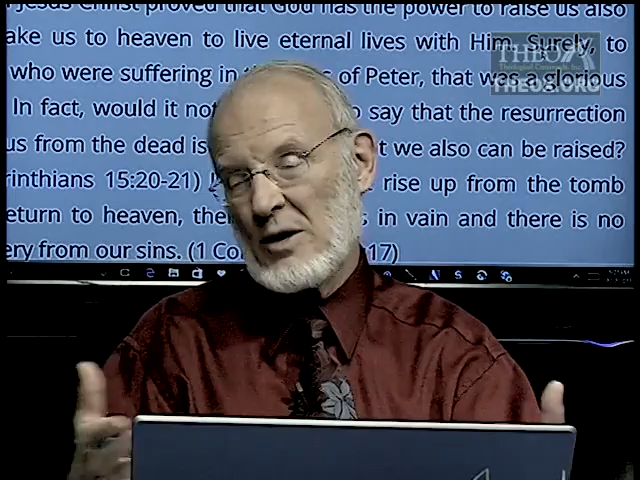 Jesus Christ proved that God has the power to raise us also
ake us to heaven to live eternal lives with Him. Surely, to
who were suffering in of Peter, that was a glorious
In fact, would it not say that the resurrection
us from the dead is t we also can be raised?
rinthians 15:20-21) rise up from the tomb
eturn to heaven, the s in vain and there is no
ery from our sins. (1 Co 17)
THEOS.ORG